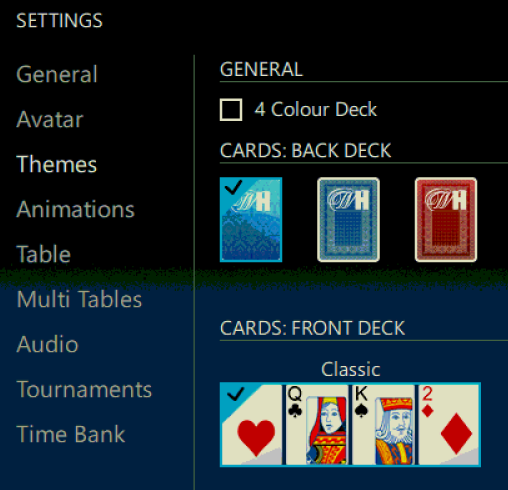 SETTINGS
General
Avatar
Themes
Animations
Table
Multi Tables
Audio
Tournaments
Time Bank
GENERAL
4 Colour Deck
CARDS: BACK DECK
WH
WH
WH
CARDS: FRONT DECK
Classic
Q
K
2